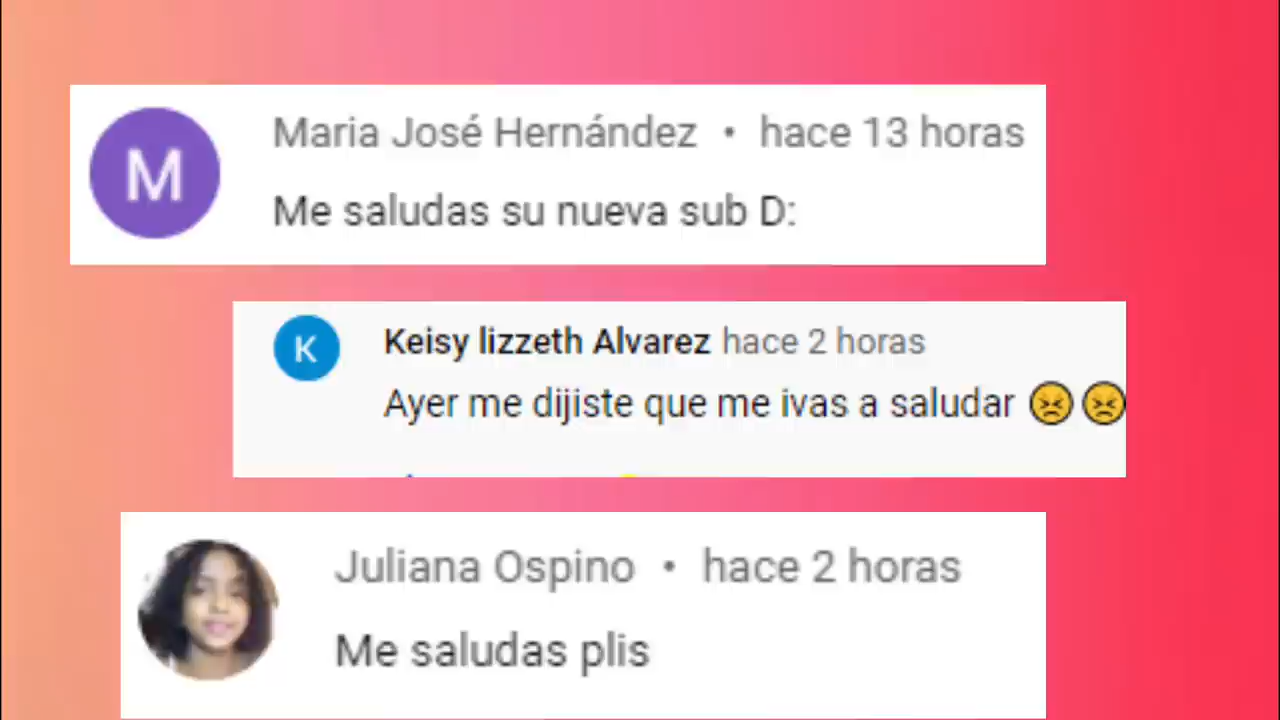 M
Maria José Hernández • hace 13 horas
Me saludas su nueva sub D:
K
Keisy lizzeth Alvarez hace 2 horas
Ayer me dijiste que me ivas a saludar 😣😣
Juliana Ospino • hace 2 horas
Me saludas plis